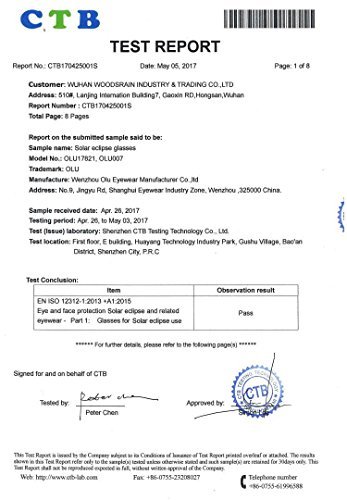 CTB
CTB170425001S
TEST REPORT
Report No.: CTB170425001S Date: May 05, 2017 Page: 1 of 8
Customer: WUHAN WOODSRAIN INDUSTRY & TRADING CO.,LTD
Address: 510#, Lanjing Internation Building7, Gaoxin RD,Hongsan,Wuhan
Report Number : CTB170425001S
Total Page: 8 Pages
Report on the submitted sample said to be:
Sample name: Solar eclipse glasses
Model No.: OLU17821, OLU007
Trademark: OLU
Manufacture: Wenzhou Olu Eyewear Manufacturer Co.,ltd
Address: No.9, Jingyu Rd, Shanghui Eyewear Industry Zone, Wenzhou ,325000 China.
Sample received date: Apr. 26, 2017
Testing period: Apr. 26, to May 03, 2017
Test (Issue) laboratory: Shenzhen CTB Testing Technology Co., Ltd.
Test location: First floor, E building, Huayang Technology Industry Park, Gushu Village, Bao'an
District, Shenzhen City, P.R.C
Test Conclusion:
Item Observation result
EN ISO 12312-1:2013 +A1:2015
Eye and face protection Solar eclipse and related
eyewear - Part 1: Glasses for Solar eclipse use
Pass
****** For further details, please refer to the following page(s) ******
Signed for and on behalf of CTB
Tested by:
Peter Chen
Approved by:
CTB
This Test Report is issued by the Company subject to its Conditions of Issuance of Test Report printed overleaf or attached. The results
shown in this test report refer only to the sample(s) tested unless otherwise stated and such sample(s) are retained for 30days only. This
Test Report shall not be reproduced expected in full, without written approval of the Company.
Web: http://www.ctb-lab.com/ Fax: +86-0755-23208027 Telephone number:
+86-0755-61996588